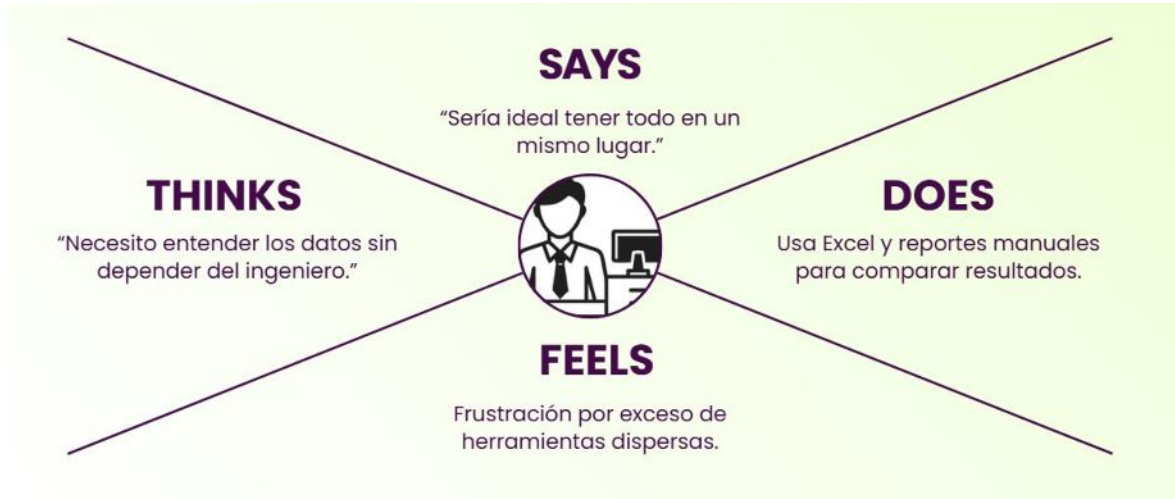 SAYS
“Sería ideal tener todo en un
mismo lugar.”
THINKS
“Necesito entender los datos sin
depender del ingeniero.”
DOES
Usa Excel y reportes manuales
para comparar resultados.
FEELS
Frustración por exceso de
herramientas dispersas.